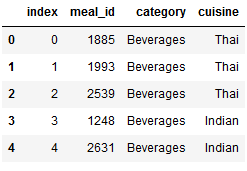 index meal_id category cuisine
0 0 1885 Beverages Thai
1 1 1993 Beverages Thai
2 2 2539 Beverages Thai
3 3 1248 Beverages Indian
4 4 2631 Beverages Indian